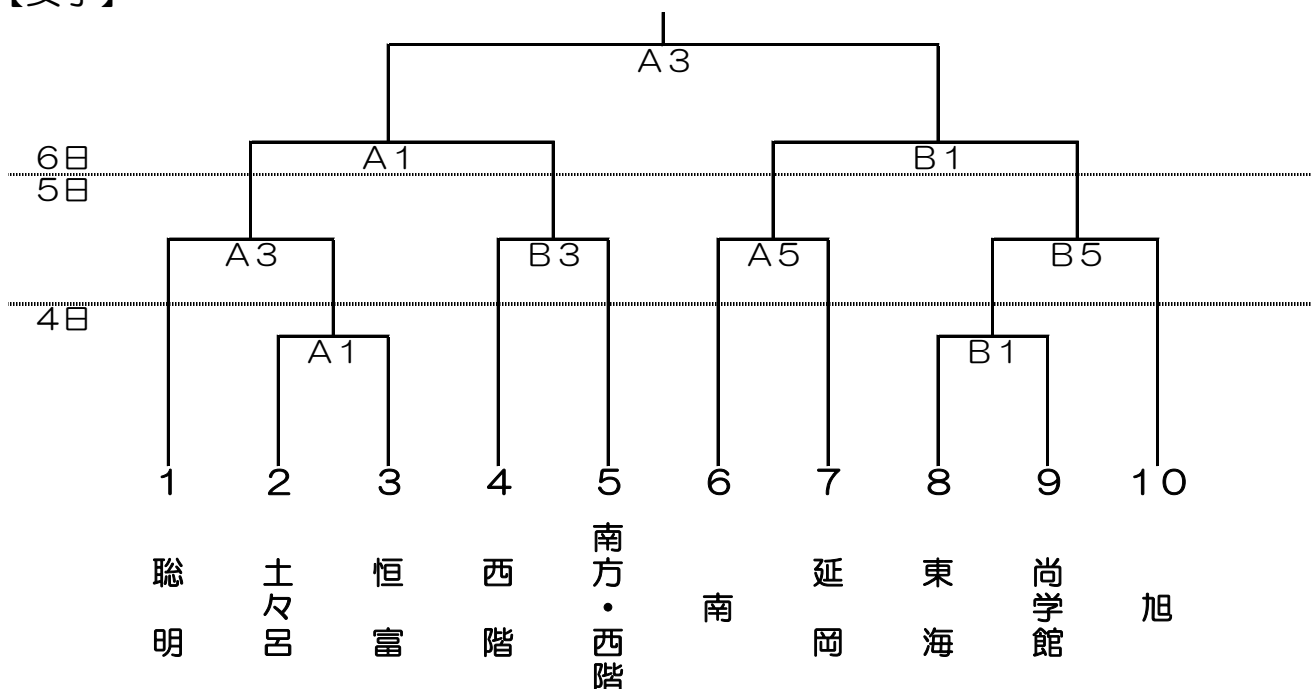 【女子】
A3
6日
A1
B1
5日
A3
B3
A5
B5
4日
A1
B1
1
2
3
4
5
6
7
8
9
10
聡明
土々呂
恒富
西階
南方・西階
南
延岡
東海
尚学館
旭